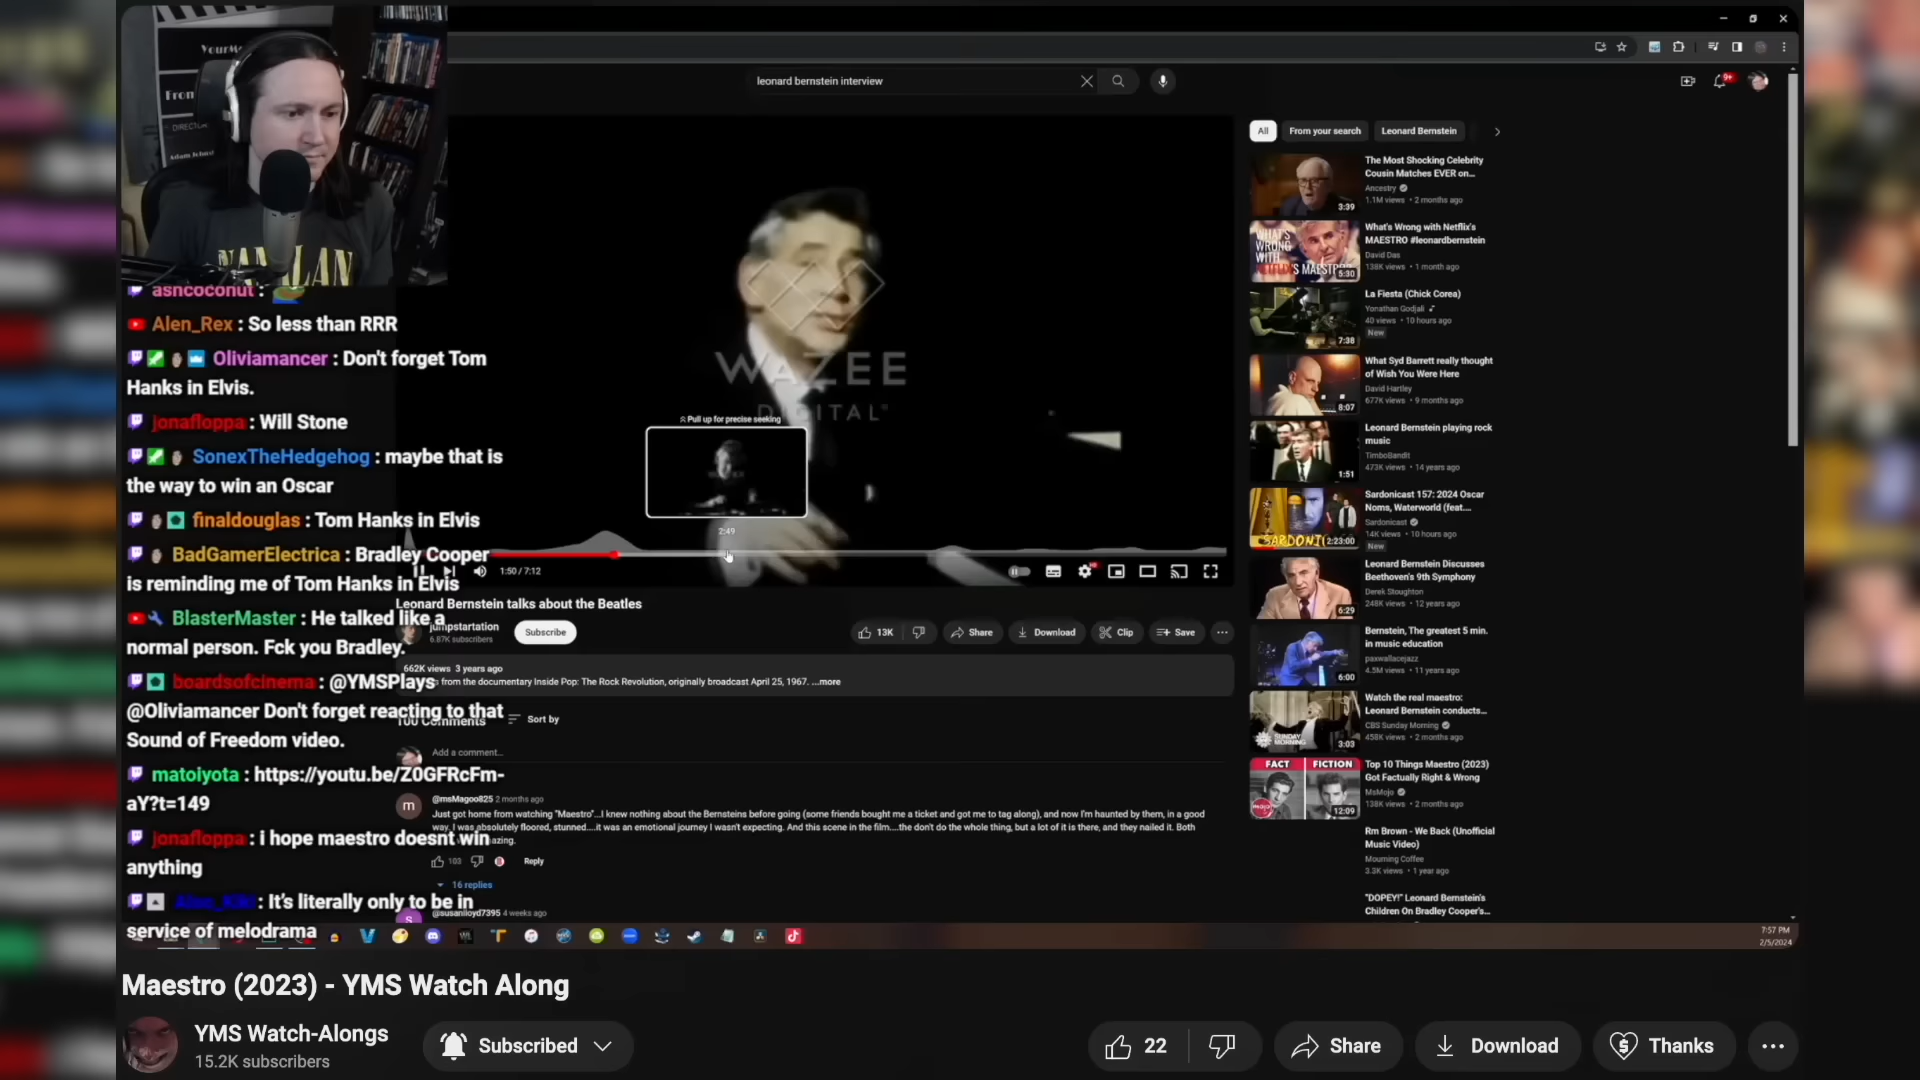 leonard bernstein interview
9+
ashcoconut :
Alen_Rex : So less than RRR
Oliviamancer : Don't forget Tom
Hanks in Elvis.
jonafloppa : Will Stone
SonexTheHedgehog : maybe that is
the way to win an Oscar
finaldouglas : Tom Hanks in Elvis
BadGamerElectrica : Bradley Cooper
is reminding me of Tom Hanks in Elvis
BlasterMaster : He talked like a
normal person. Fck you Bradley.
boardsofcinema : @YMSPlays
@Oliviamancer Don't forget reacting to that
Sound of Freedom video.
matoiyota : https://youtu.be/Z0GFRcFm-
aY?t=149
jonafloppa : i hope maestro doesnt win
anything
: It's literally only to be in
service of melodrama
WAZEE
DIGITAL
Pull up for precise seeking
2:49
1:50 / 7:12
Leonard Bernstein talks about the Beatles
jumpstartation
6.87K subscribers
Subscribe
13K
Share
Download
Clip
Save
662K views 3 years ago
from the documentary Inside Pop: The Rock Revolution, originally broadcast April 25, 1967. ...more
100 Comments
Sort by
Add a comment...
m
@msMagoo825 2 months ago
Just got home from watching "Maestro"...I knew nothing about the Bernsteins before going (some friends bought me a ticket and got me to tag along), and now I'm haunted by them, in a good
way. I was absolutely floored, stunned....it was an emotional journey I wasn't expecting. And this scene in the film....the don't do the whole thing, but a lot of it is there, and they nailed it. Both
103
Reply
16 replies
S
@susanlloyd7395 4 weeks ago
All
From your search
Leonard Bernstein
The Most Shocking Celebrity
Cousin Matches EVER on...
Ancestry
1.1M views • 2 months ago
3:39
WHAT'S
WRONG
WITH
What's Wrong with Netflix's
MAESTRO #leonardbernstein
David Das
138K views • 1 month ago
5:30
La Fiesta (Chick Corea)
Yonathan Godjali
40 views • 10 hours ago
New
7:38
What Syd Barrett really thought
of Wish You Were Here
David Hartley
677K views • 9 months ago
8:07
Leonard Bernstein playing rock
music
TimboBandit
473K views • 14 years ago
1:51
Sardonicast 157: 2024 Oscar
Noms, Waterworld (feat....
Sardonicast
14K views • 10 hours ago
New
2:23:00
Leonard Bernstein Discusses
Beethoven's 9th Symphony
Derek Stoughton
248K views • 12 years ago
6:29
Bernstein, The greatest 5 min.
in music education
paxwallacejazz
4.5M views • 11 years ago
6:00
Watch the real maestro:
Leonard Bernstein conducts...
CBS Sunday Morning
458K views • 2 months ago
SUNDAY
MORNING
3:03
FACT
FICTION
Top 10 Things Maestro (2023)
Got Factually Right & Wrong
MsMojo
138K views • 2 months ago
12:09
Rm Brown - We Back (Unofficial
Music Video)
Mourning Coffee
3.3K views • 1 year ago
"DOPEY!" Leonard Bernstein's
Children On Bradley Cooper's...
7:57 PM
2/5/2024
Maestro (2023) - YMS Watch Along
YMS Watch-Alongs
15.2K subscribers
Subscribed
22
Share
Download
Thanks